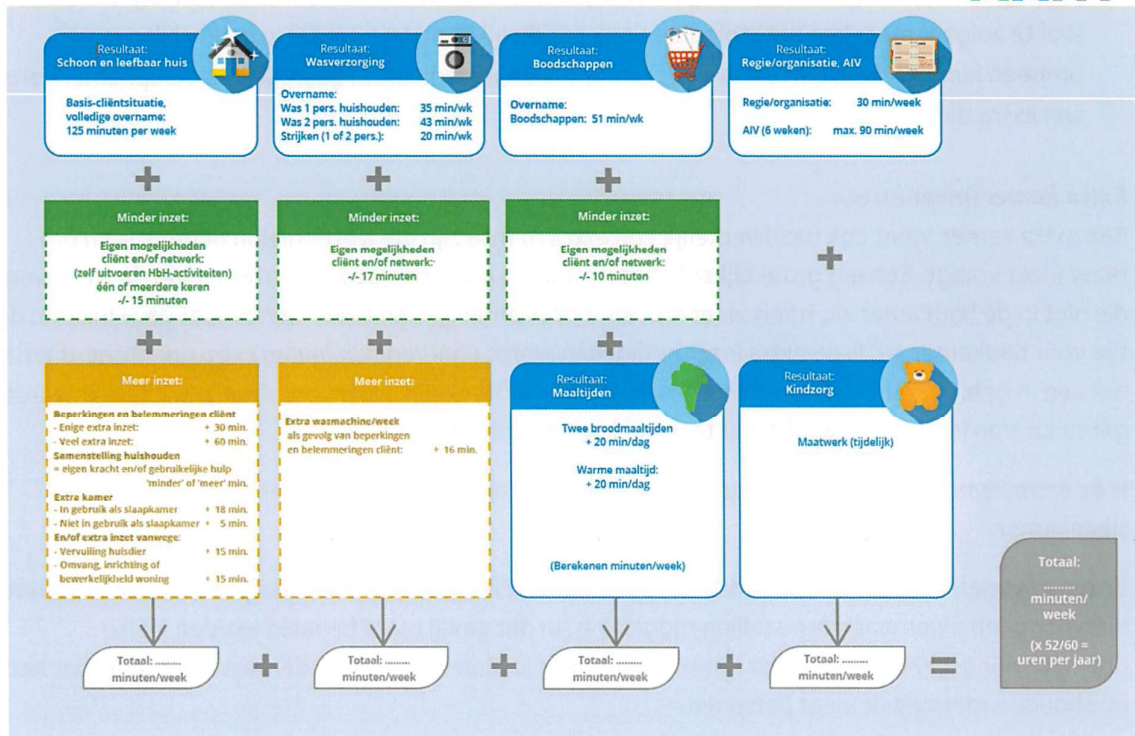 Resultaat:
Schoon en leefbaar huis
Basis-cliëntsituatie,
volledige overname:
125 minuten per week
Resultaat:
Wasverzorging
Overname:
Was 1 pers. huishouden: 35 min/wk
Was 2 pers. huishouden: 43 min/wk
Strijken (1 of 2 pers.): 20 min/wk
Resultaat:
Boodschappen
Overname:
Boodschappen: 51 min/wk
Resultaat:
Regie/organisatie, AIV
Regie/organisatie: 30 min/week
AIV (6 weken): max. 90 min/week
+
+
+
Minder inzet:
Eigen mogelijkheden
cliënt en/of netwerk:
(zelf uitvoeren HbH-activiteiten)
één of meerdere keren
-/- 15 minuten
Minder inzet:
Eigen mogelijkheden
cliënt en/of netwerk:
-/- 17 minuten
Minder inzet:
Eigen mogelijkheden
cliënt en/of netwerk:
-/- 10 minuten
+
+
+
+
Meer inzet:
Beperkingen en belemmeringen cliënt
- Enige extra inzet: + 30 min.
- Veel extra inzet: + 60 min.
Samenstelling huishouden
= eigen kracht en/of gebruikelijke hulp
'minder' of 'meer' min.
Extra kamer
- In gebruik als slaapkamer + 18 min.
- Niet in gebruik als slaapkamer + 5 min.
En/of extra inzet vanwege:
- Vervuiling huisdier + 15 min.
- Omvang, inrichting of
bewerkelijkheid woning + 15 min.
Meer inzet:
Extra wasmachine/week
als gevolg van beperkingen
en belemmeringen cliënt: + 16 min.
Resultaat:
Maaltijden
Twee broodmaaltijden
+ 20 min/dag
Warme maaltijd:
+ 20 min/dag
(Berekenen minuten/week)
Resultaat:
Kindzorg
Maatwerk (tijdelijk)
Totaal: .........
minuten/week
+
Totaal: .........
minuten/week
+
Totaal: .........
minuten/week
+
Totaal: .........
minuten/week
=
Totaal:
.........
minuten/
week
(x 52/60 =
uren per jaar)